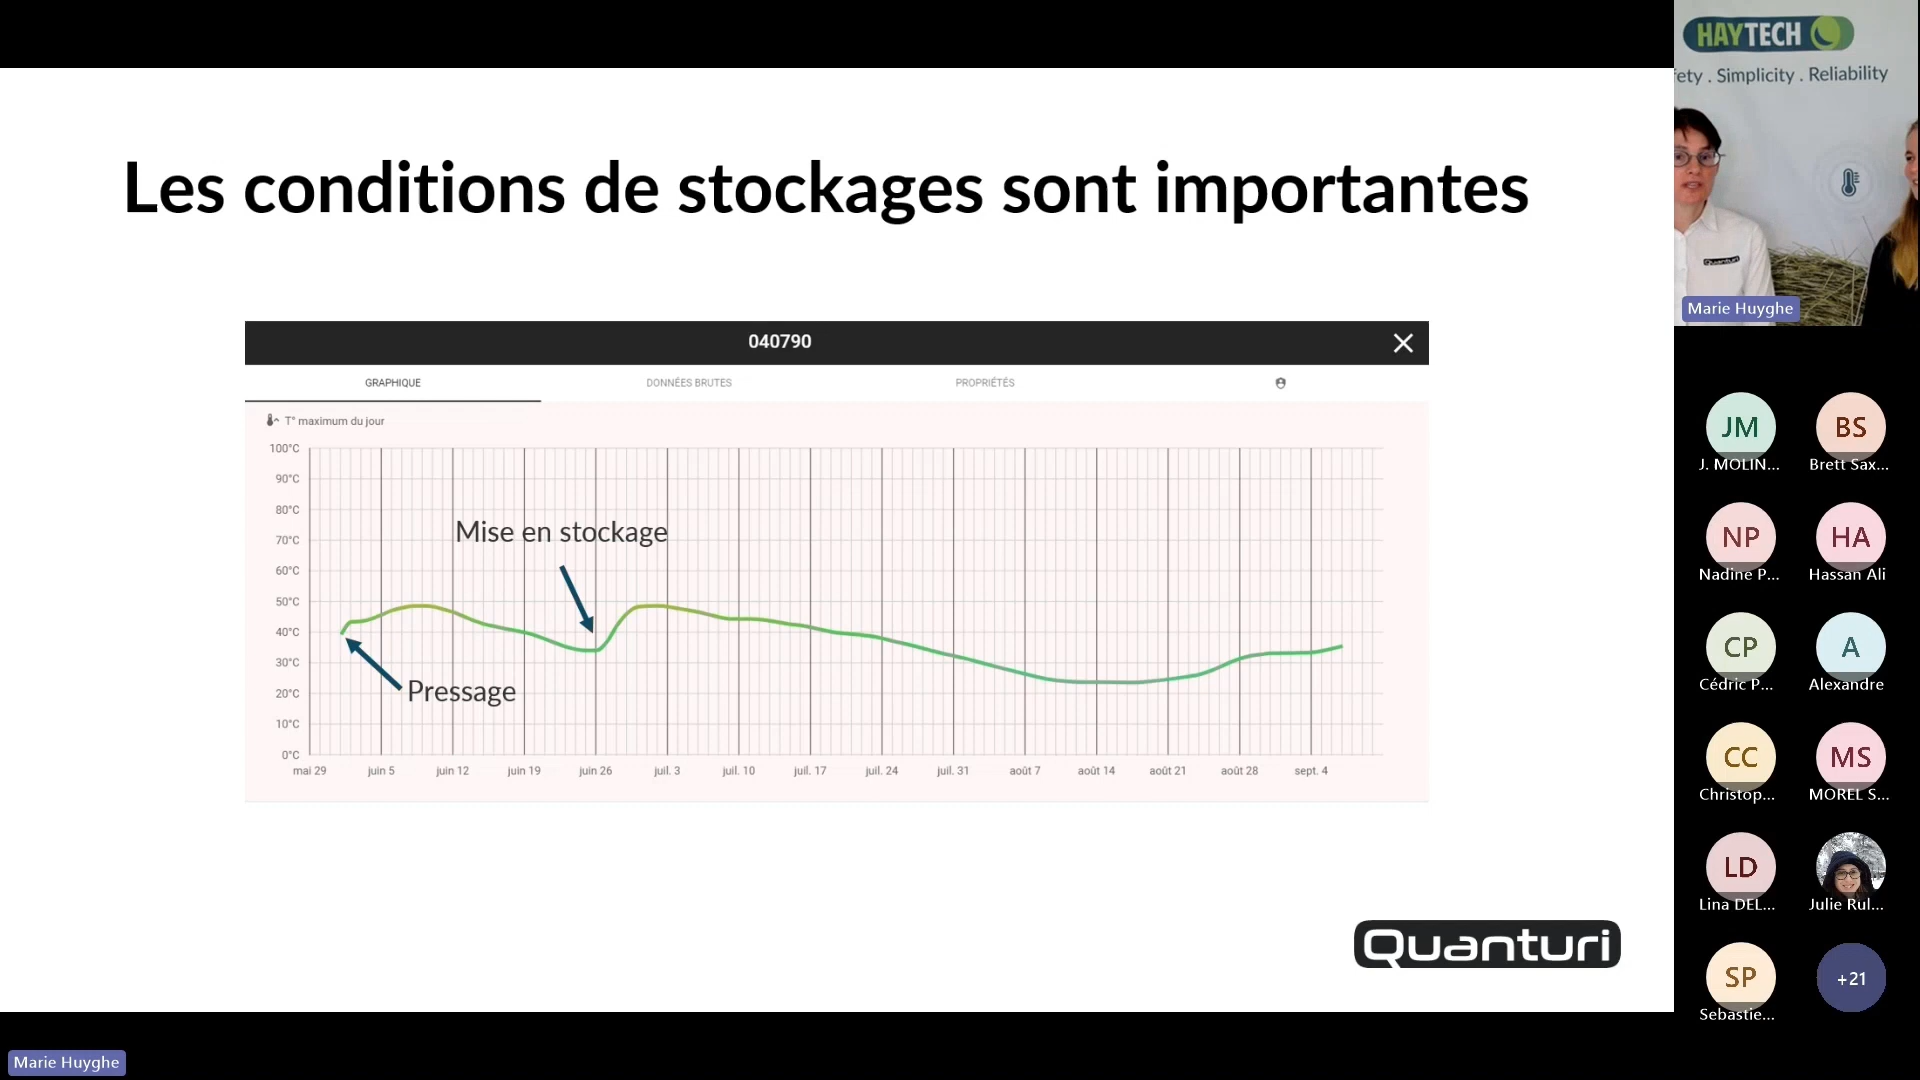 Les conditions de stockages sont importantes
040790
GRAPHIQUE
DONNÉES BRUTES
PROPRIÉTÉS
T° maximum du jour
100°C
90°C
80°C
70°C
60°C
50°C
40°C
30°C
20°C
10°C
0°C
Mise en stockage
Pressage
mai 29
juin 5
juin 12
juin 19
juin 26
juil. 3
juil. 10
juil. 17
juil. 24
juil. 31
août 7
août 14
août 21
août 28
sept. 4
Quanturi
Marie Huyghe
HAYTECH
ety . Simplicity . Reliability
Quanturi
Marie Huyghe
JM
J. MOLIN...
BS
Brett Sax...
NP
Nadine P...
HA
Hassan Ali
CP
Cédric P...
A
Alexandre
CC
Christop...
MS
MOREL S...
LD
Lina DEL...
Julie Rul...
SP
Sebastie...
+21